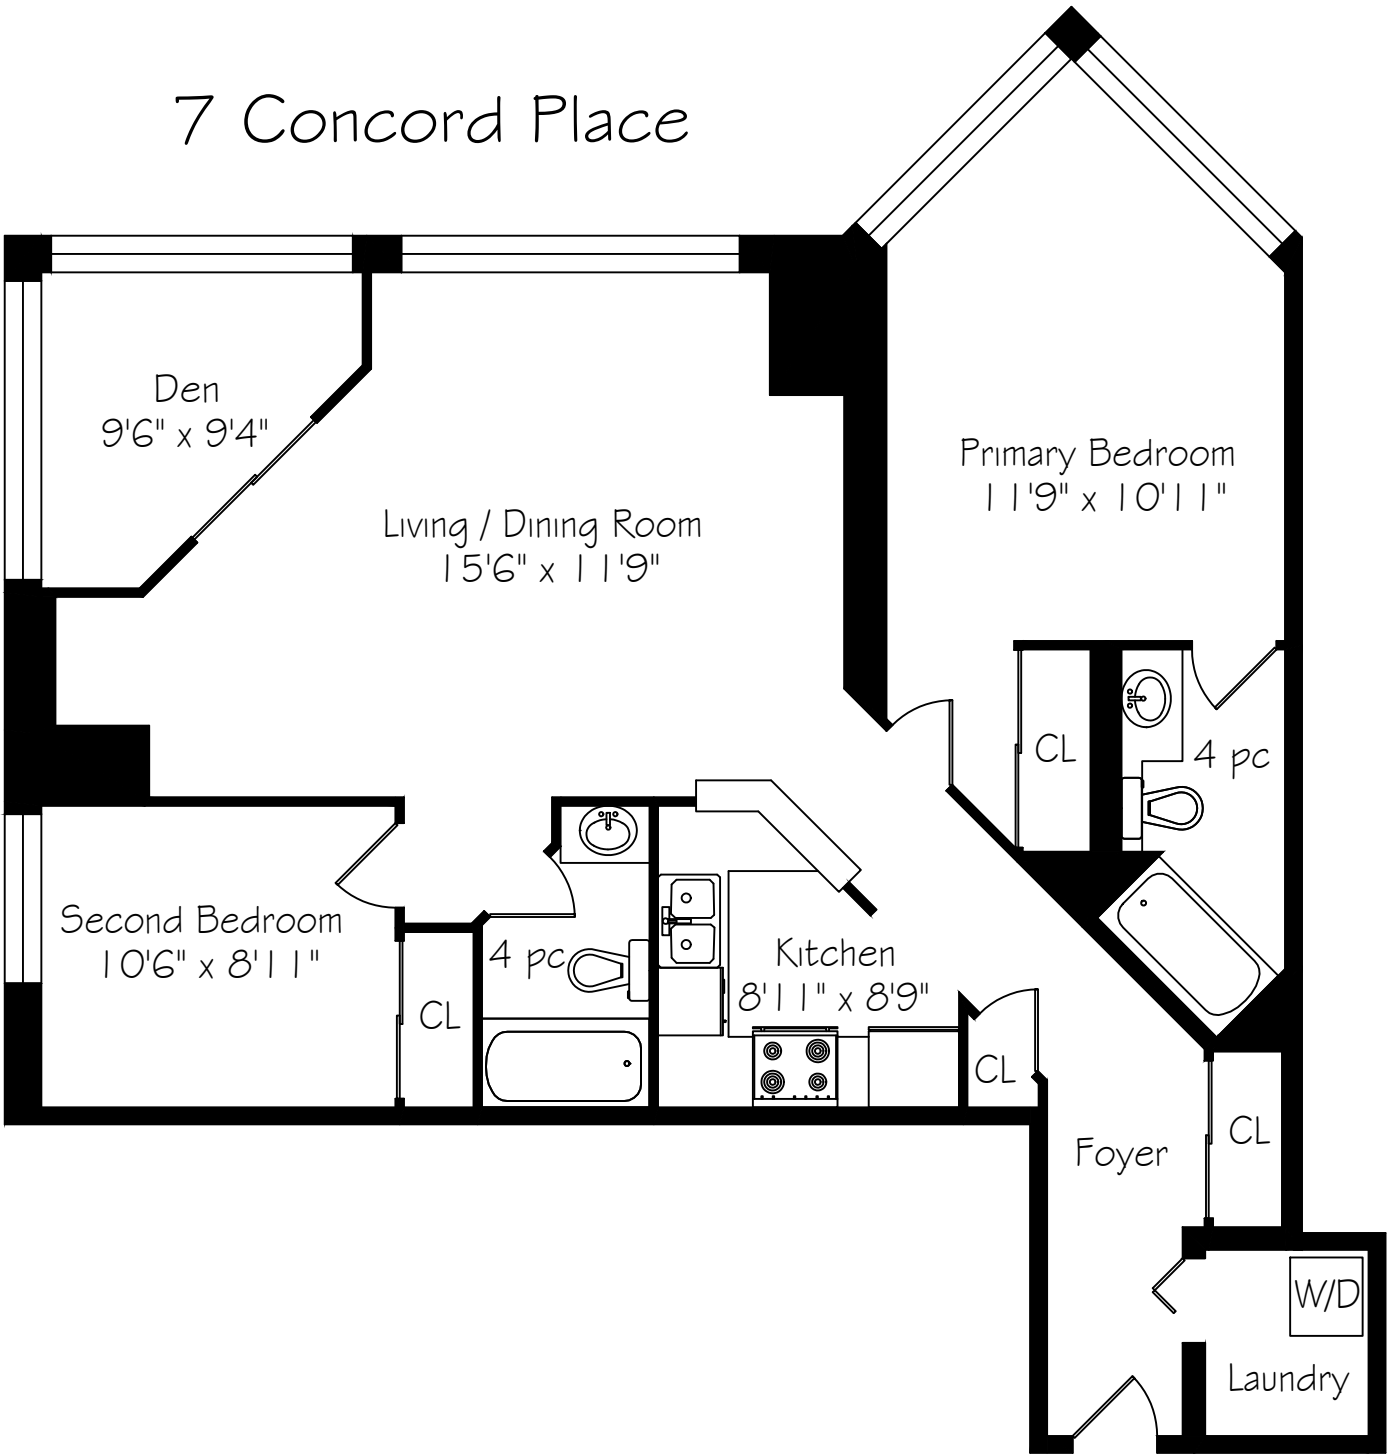 7 Concord Place
Den
9'6" x 9'4"
Primary Bedroom
11'9" x 10'11"
Living / Dining Room
15'6" x 11'9"
CL
4 pc
Second Bedroom
10'6" x 8'11"
4 pc
Kitchen
8'11" x 8'9"
CL
CL
Foyer
CL
W/D
Laundry